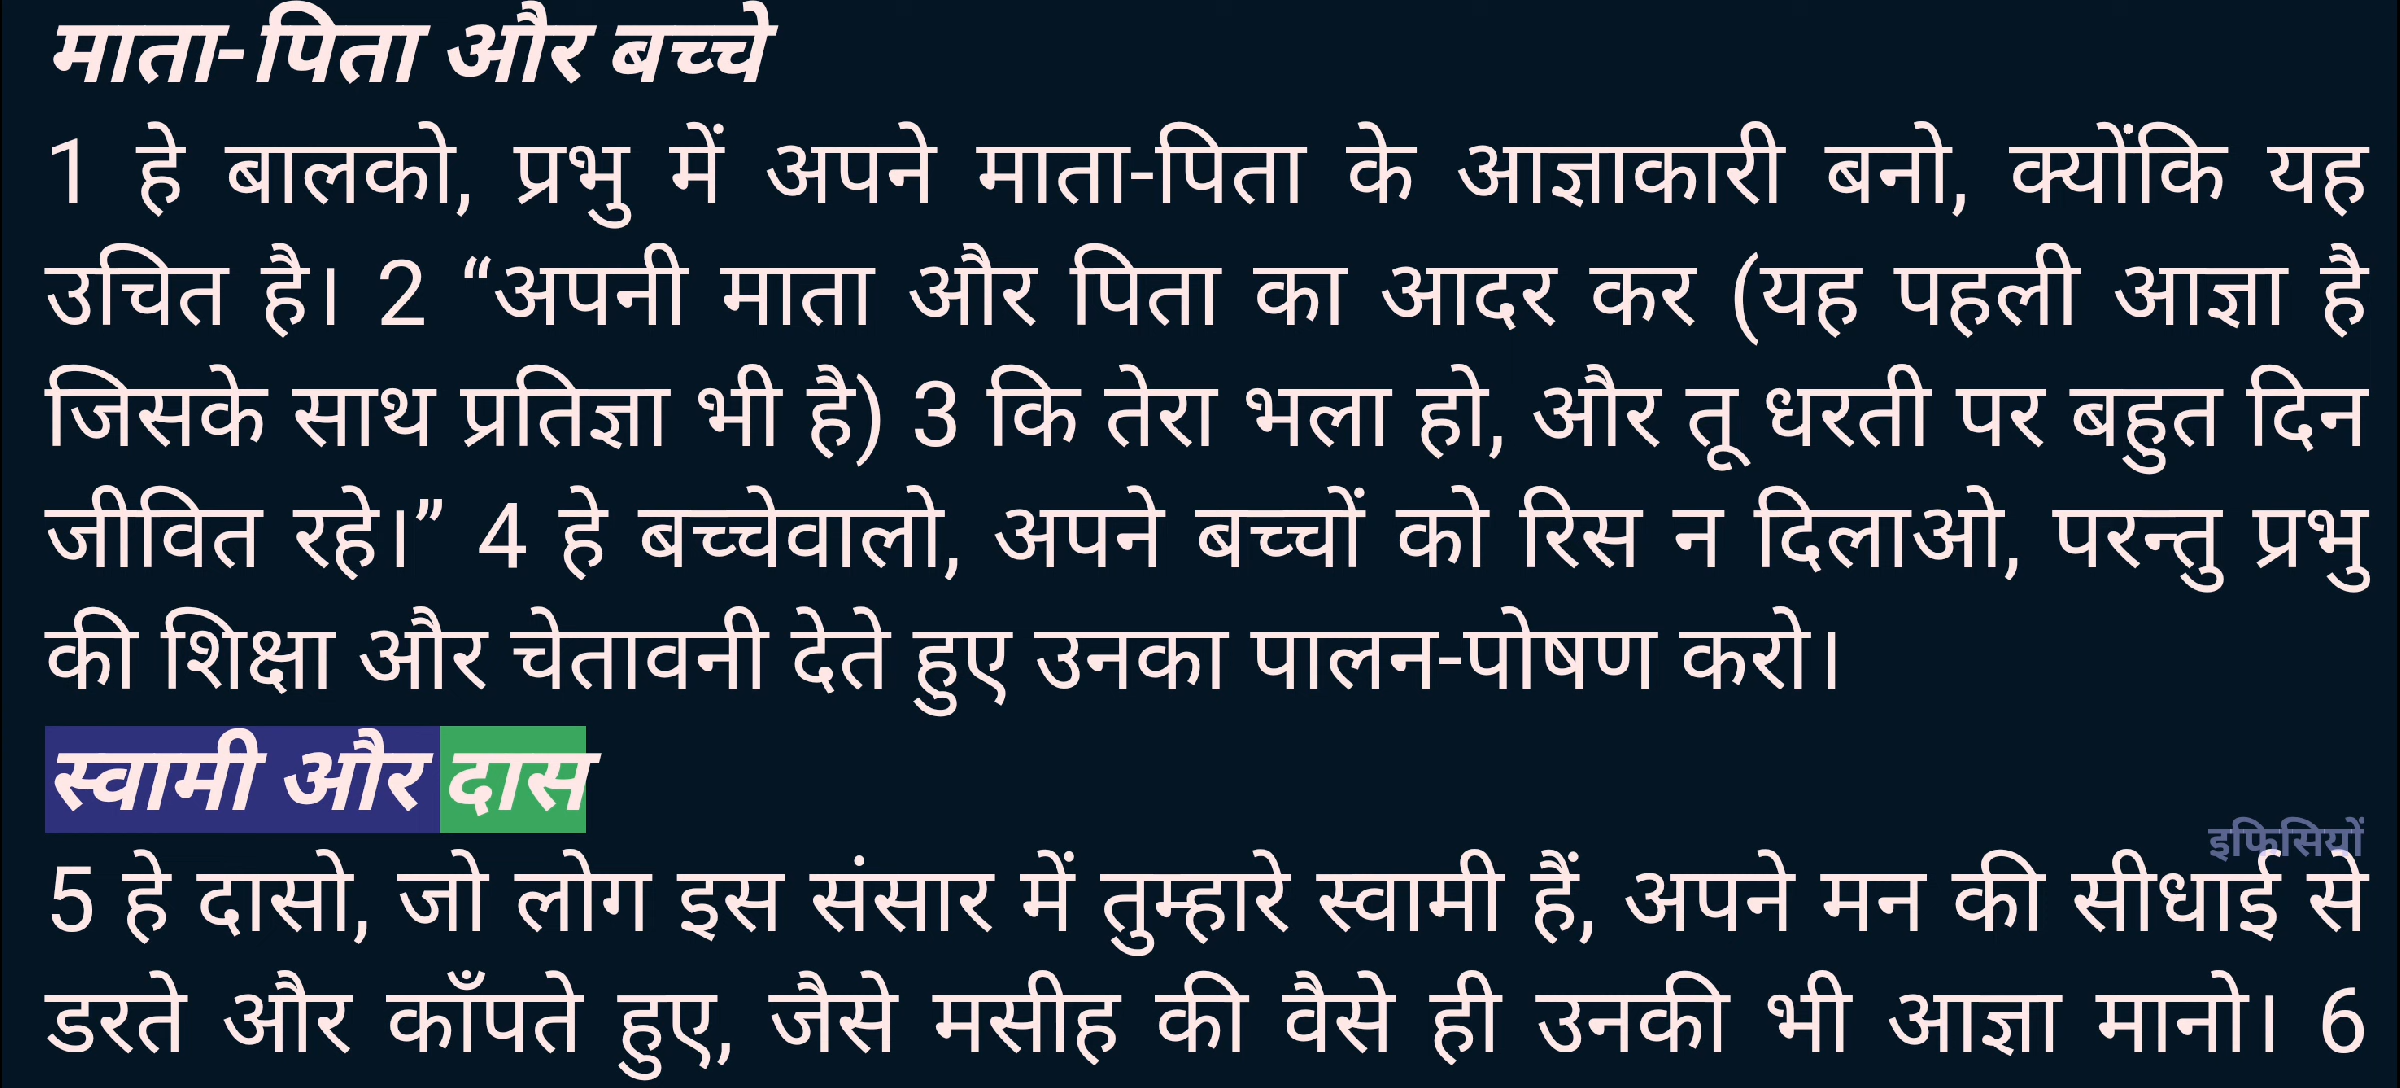 माता-पिता और बच्चे
1 हे बालको, प्रभु में अपने माता-पिता के आज्ञाकारी बनो, क्योंकि यह
उचित है। 2 “अपनी माता और पिता का आदर कर (यह पहली आज्ञा है
जिसके साथ प्रतिज्ञा भी है) 3 कि तेरा भला हो, और तू धरती पर बहुत दिन
जीवित रहे।” 4 हे बच्चेवालो, अपने बच्चों को रिस न दिलाओ, परन्तु प्रभु
की शिक्षा और चेतावनी देते हुए उनका पालन-पोषण करो।
स्वामी और दास
इफिसियों
5 हे दासो, जो लोग इस संसार में तुम्हारे स्वामी हैं, अपने मन की सीधाई से
डरते और काँपते हुए, जैसे मसीह की वैसे ही उनकी भी आज्ञा मानो। 6